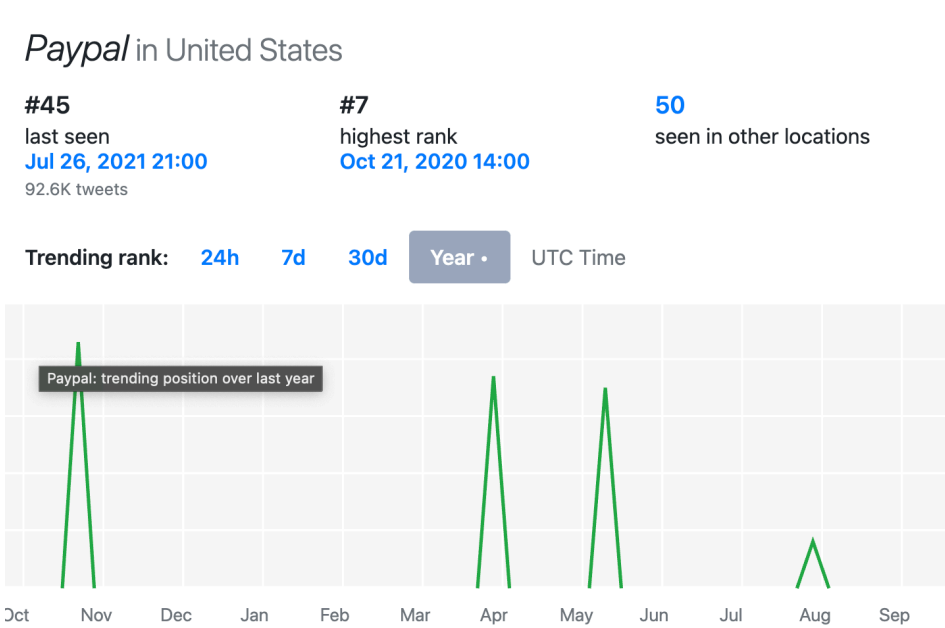 Paypal in United States
#45
last seen
Jul 26, 2021 21:00
92.6K tweets
#7
highest rank
Oct 21, 2020 14:00
50
seen in other locations
Trending rank: 24h 7d 30d Year • UTC Time
Paypal: trending position over last year
Oct Nov Dec Jan Feb Mar Apr May Jun Jul Aug Sep